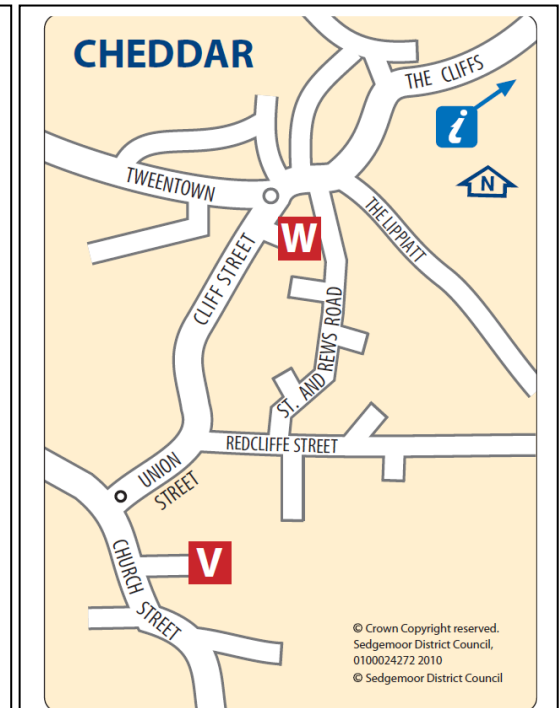 CHEDDAR
THE CLIFFS
i
N
TWEENTOWN
THE LIPPIATT
W
CLIFF STREET
ST. ANDREWS ROAD
REDCLIFFE STREET
UNION
STREET
V
CHURCH
STREET
© Crown Copyright reserved.
Sedgemoor District Council,
0100024272 2010
© Sedgemoor District Council